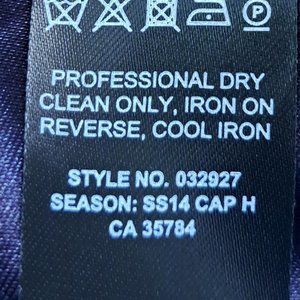 P
PROFESSIONAL DRY
CLEAN ONLY, IRON ON
REVERSE, COOL IRON
STYLE NO. 032927
SEASON: SS14 CAP H
CA 35784